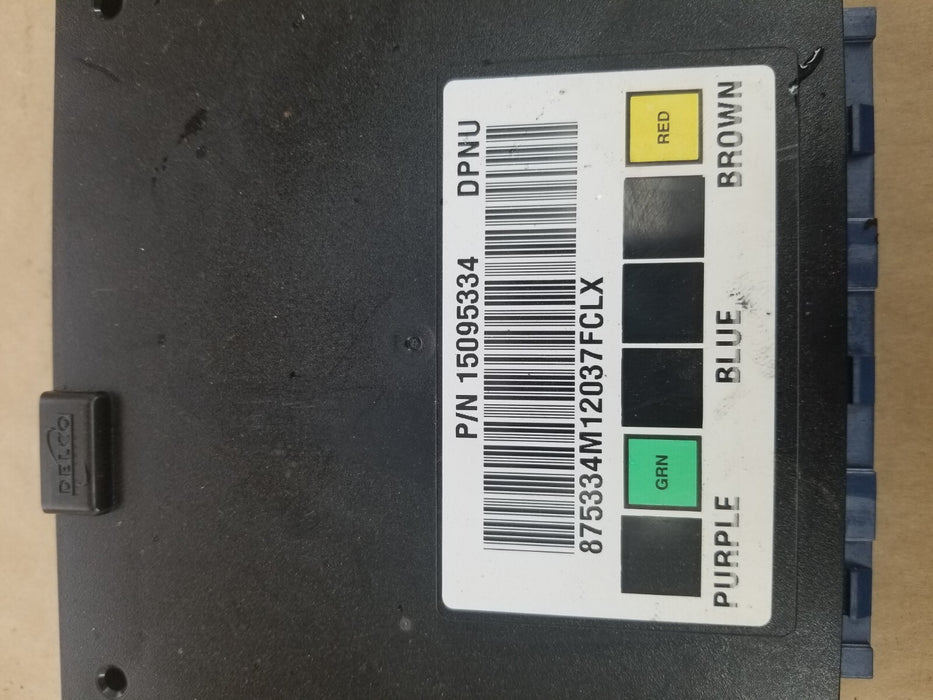 DELCO
P/N 15095334 DPNU
875334M12037FCLX
GRN RED
PURPLE BLUE BROWN